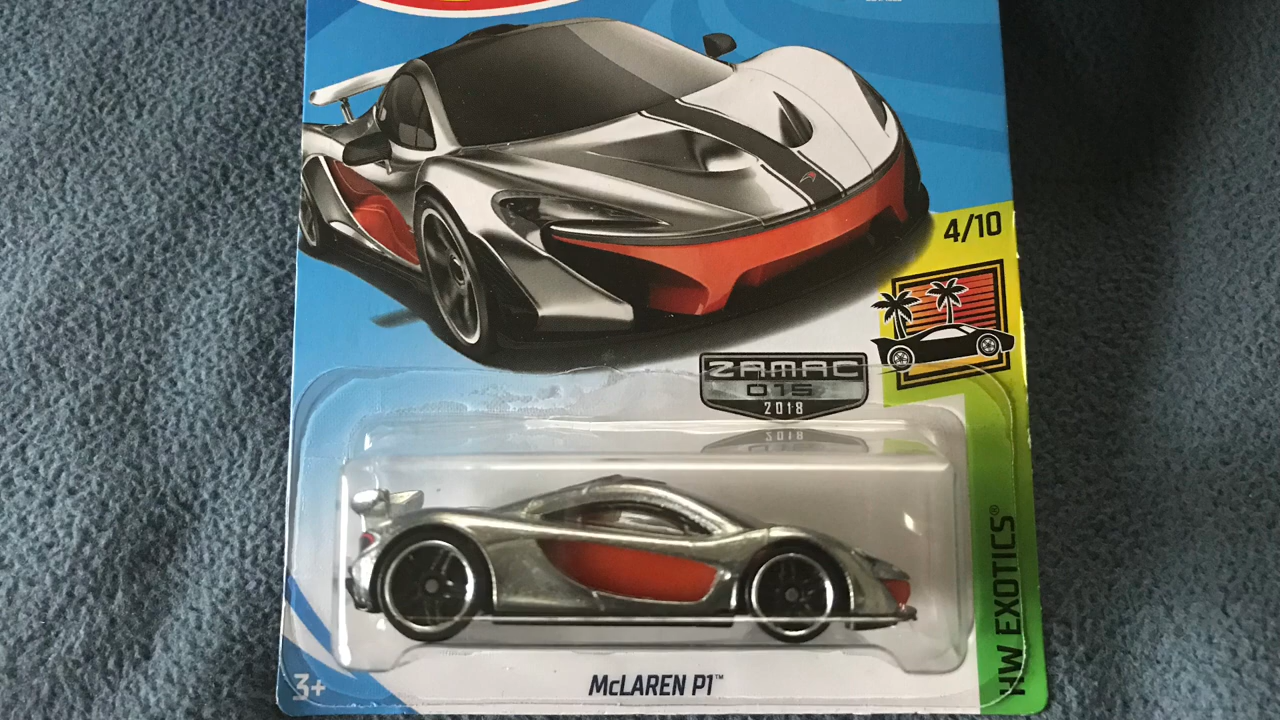 4/10
ZAMAC
015
2018
HW EXOTICS®
McLAREN P1™
3+